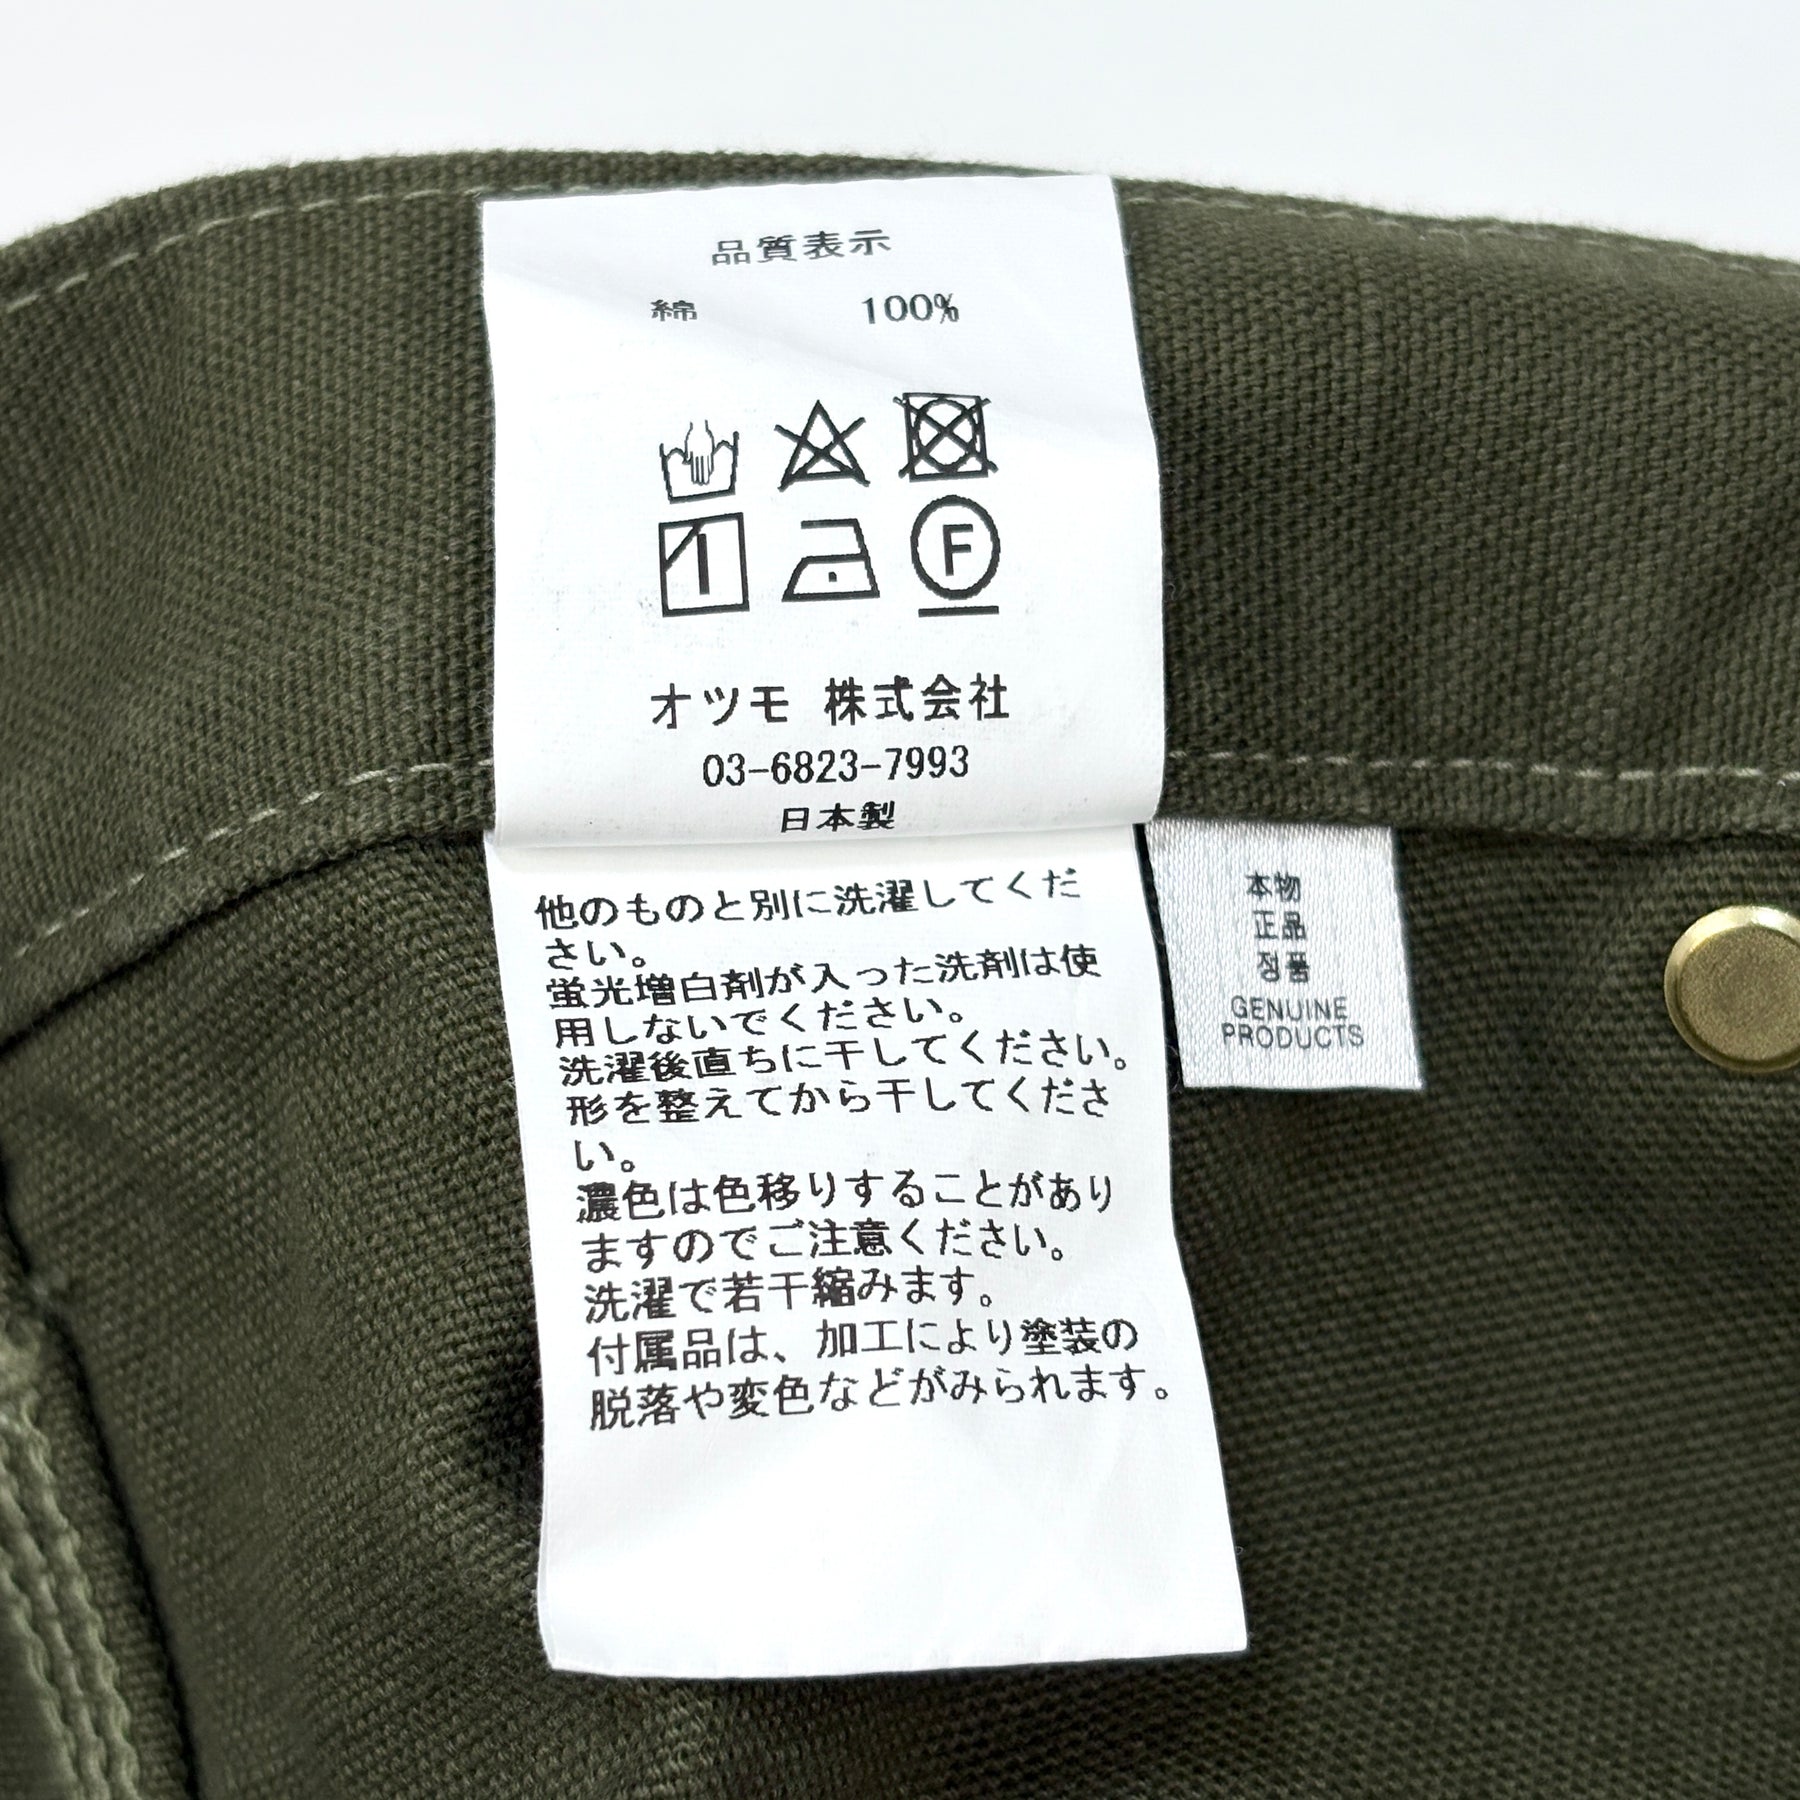 品質表示
綿 100%
F
オツモ 株式会社
03-6823-7993
日本製
他のものと別に洗濯してくだ
さい。
蛍光増白剤が入った洗剤は使
用しないでください。
洗濯後直ちに干してください。
形を整えてから干してくださ
い。
濃色は色移りすることがあり
ますのでご注意ください。
洗濯で若干縮みます。
付属品は、加工により塗装の
脱落や変色などがみられます。
本物
正品
정품
GENUINE
PRODUCTS